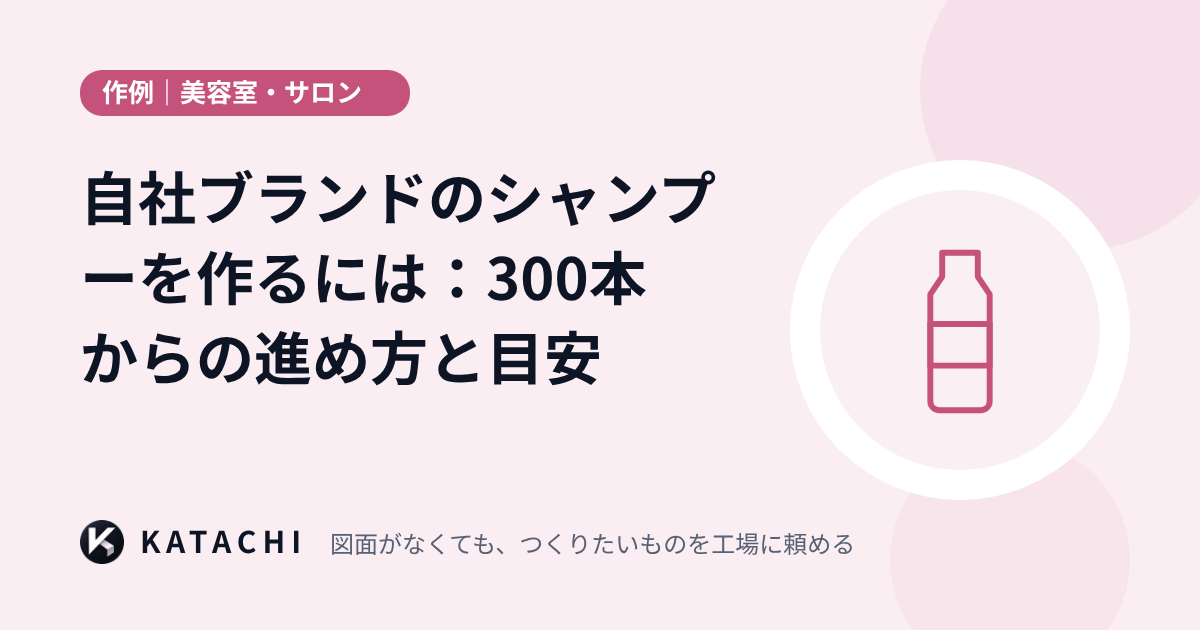 作例｜美容室・サロン
自社ブランドのシャンプ
ーを作るには：300本
からの進め方と目安
KATACHI 図面がなくても、つくりたいものを工場に頼める